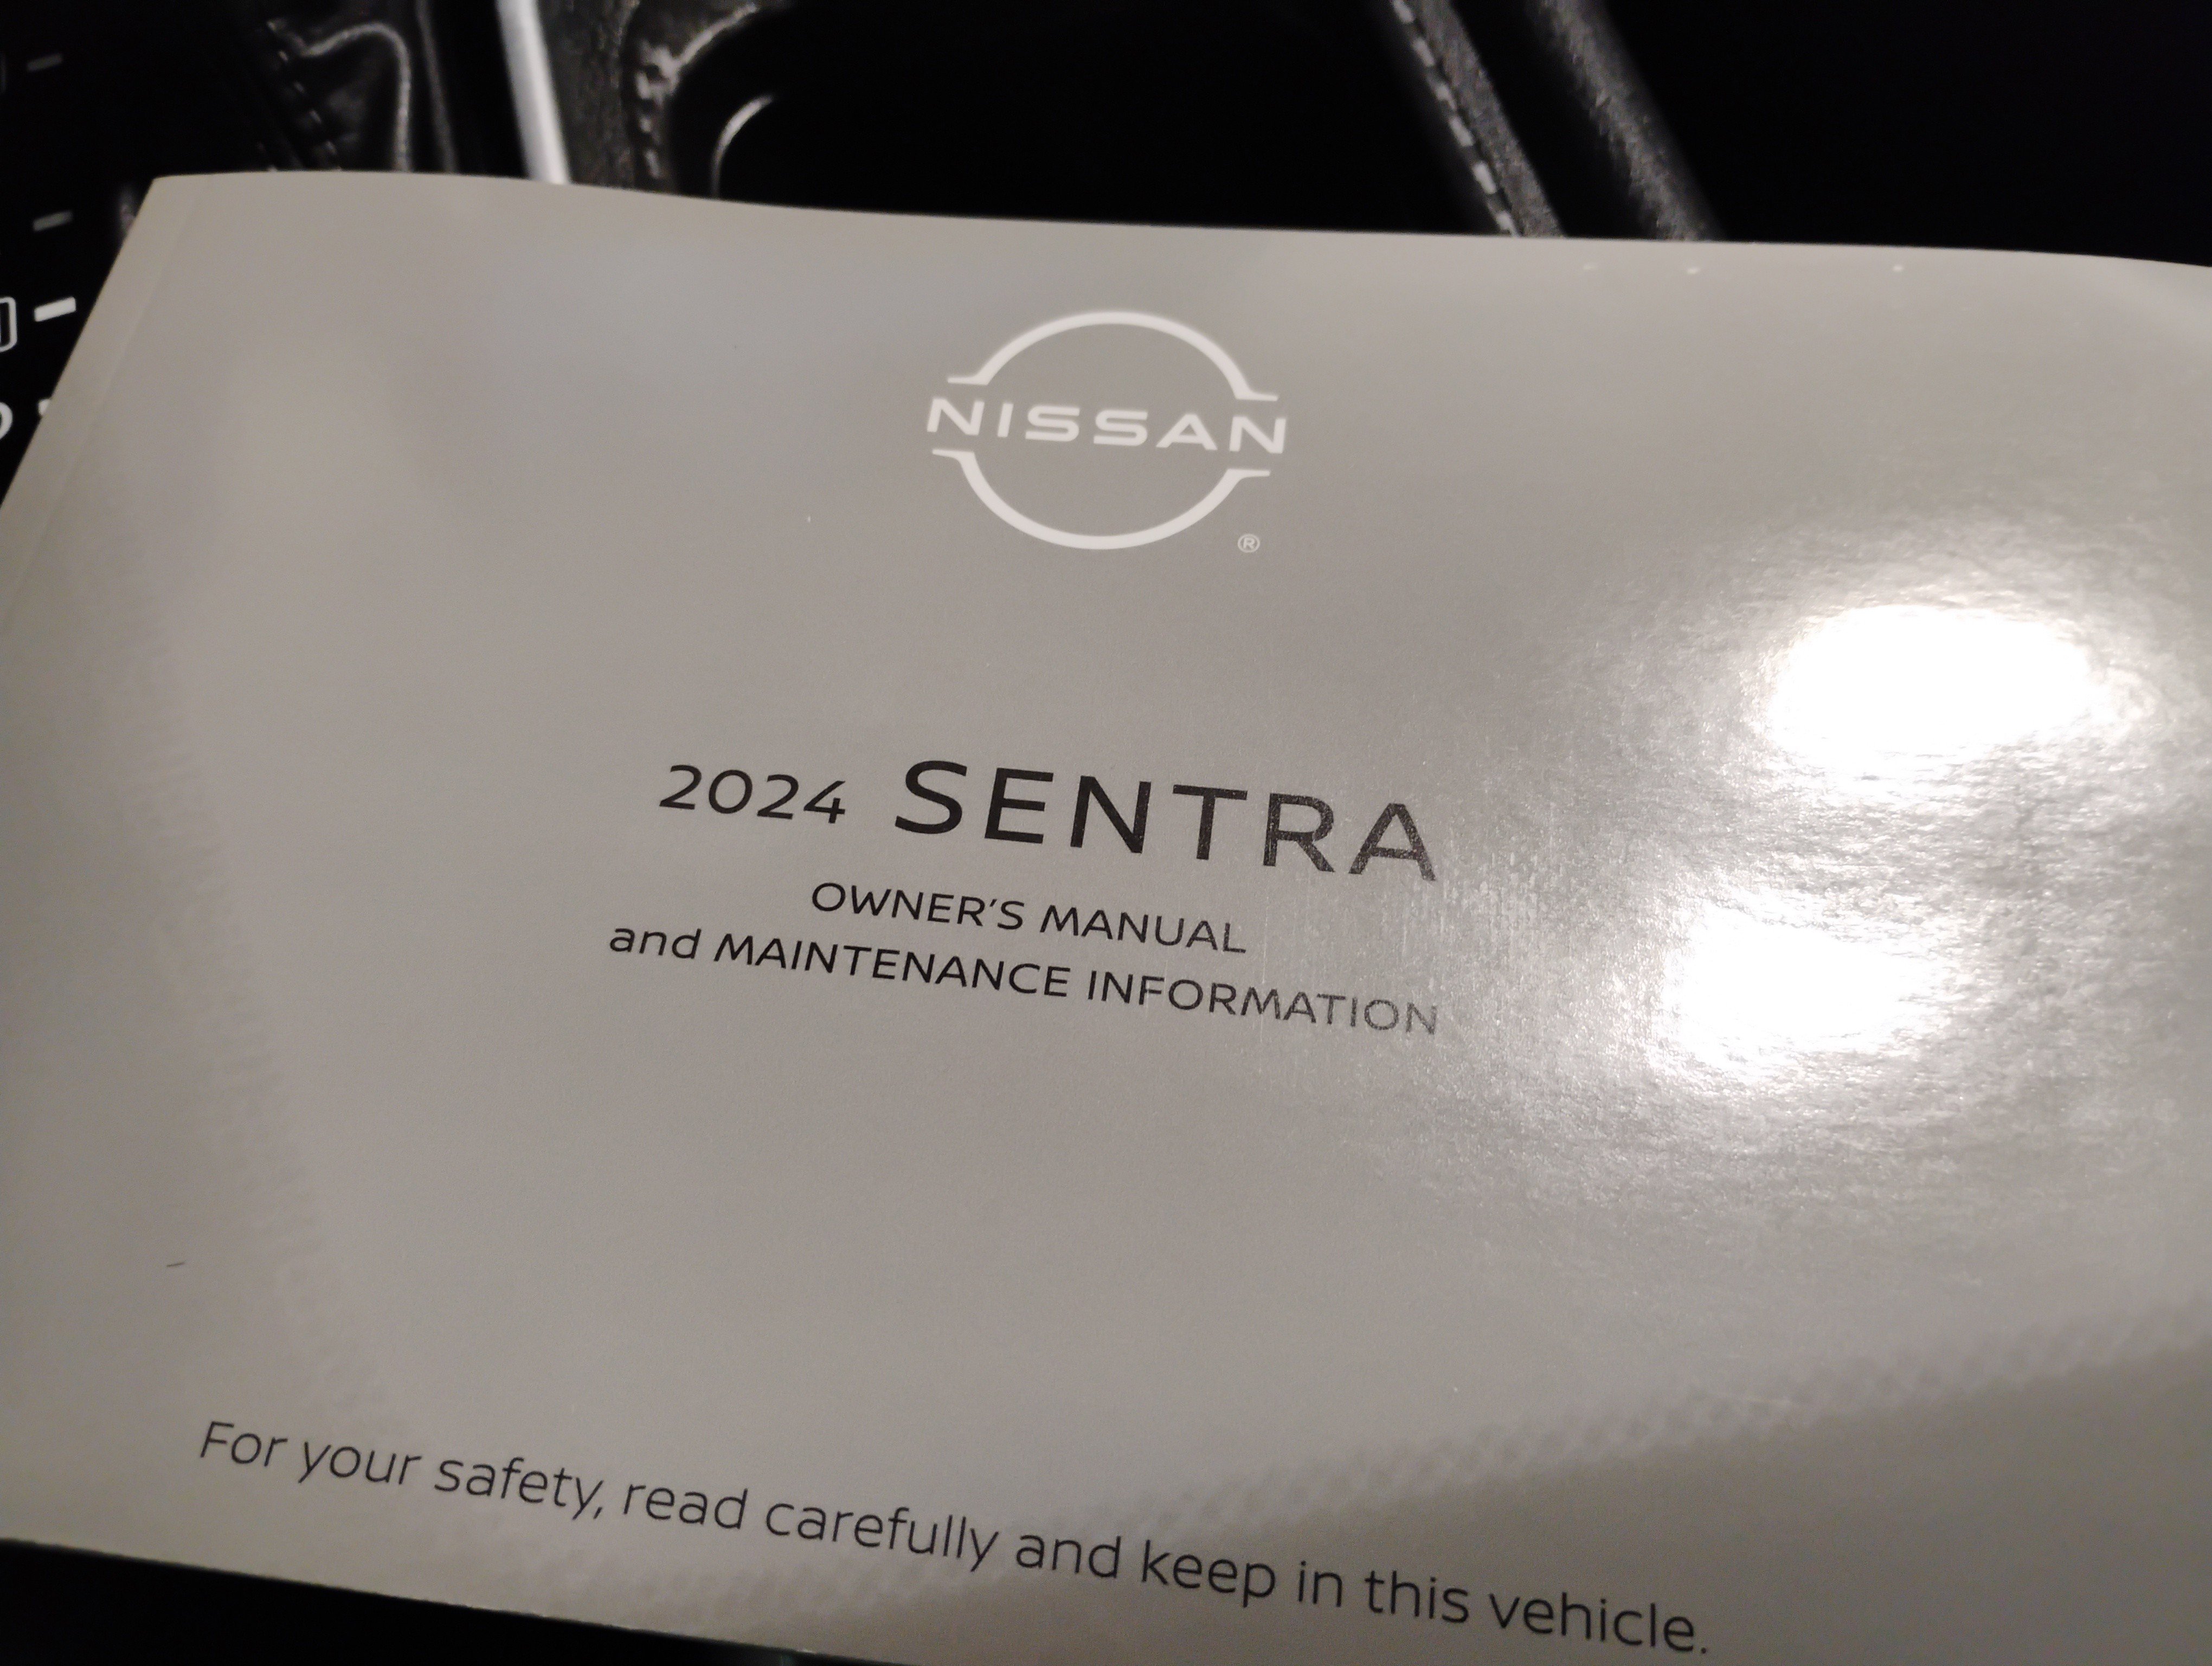 NISSAN
®
2024 SENTRA
OWNER'S MANUAL
and MAINTENANCE INFORMATION
For your safety, read carefully and keep in this vehicle.